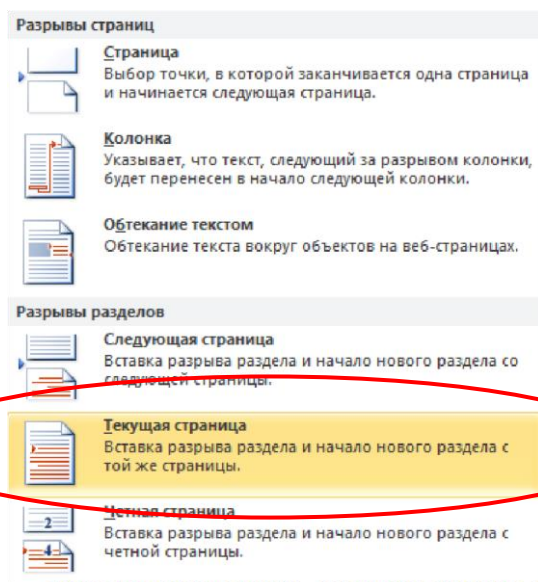 Разрывы страниц
Страница
Выбор точки, в которой заканчивается одна страница
и начинается следующая страница.
Колонка
Указывает, что текст, следующий за разрывом колонки,
будет перенесен в начало следующей колонки.
Обтекание текстом
Обтекание текста вокруг объектов на веб-страницах.
Разрывы разделов
Следующая страница
Вставка разрыва раздела и начало нового раздела со
следующей страницы.
Текущая страница
Вставка разрыва раздела и начало нового раздела с
той же страницы.
Четная страница
2
Вставка разрыва раздела и начало нового раздела с
4
четной страницы.